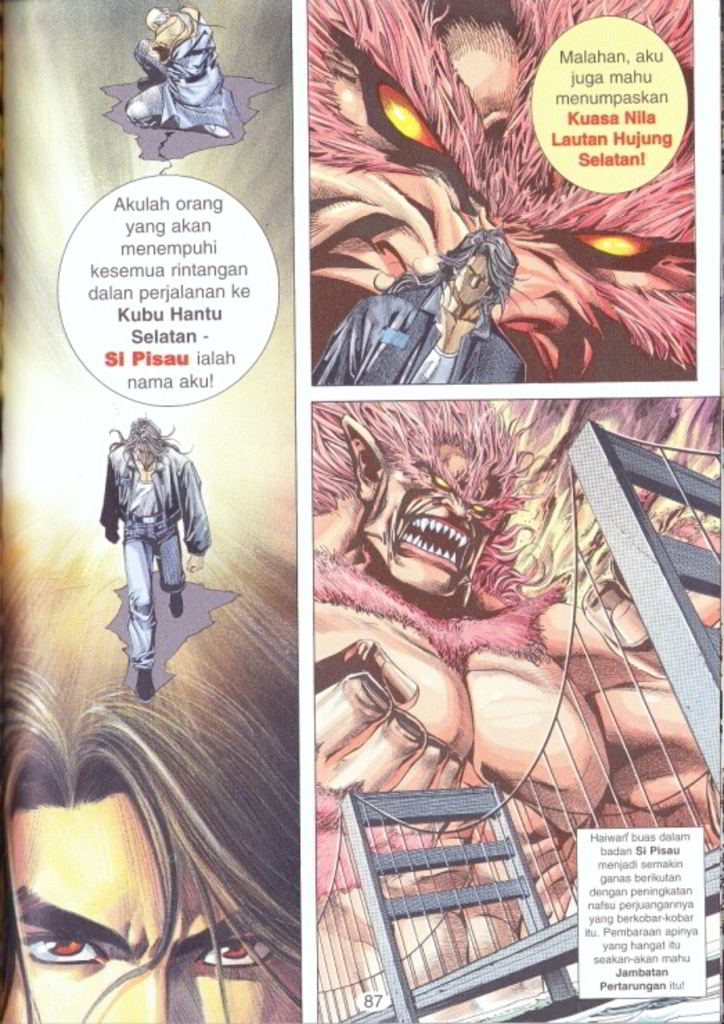 Akulah orang
yang akan
menempuhi
kesemua rintangan
dalan perjalanan ke
Kubu Hantu
Selatan -
Si Pisau ialah
nama aku!
Malahan, aku
juga mahu
menumpaskan
Kuasa Nila
Lautan Hujung
Selatan!
Haiwan buas dalam
badan Si Pisau
menjadi semakin
ganas berikutan
dengan peningkatan
nafsu perjuangannya
yang berkobar-kobar
itu. Pembaraan apinya
yang hangat itu
seakan-akan mahu
Jambatan
Pertarungan itu!
87